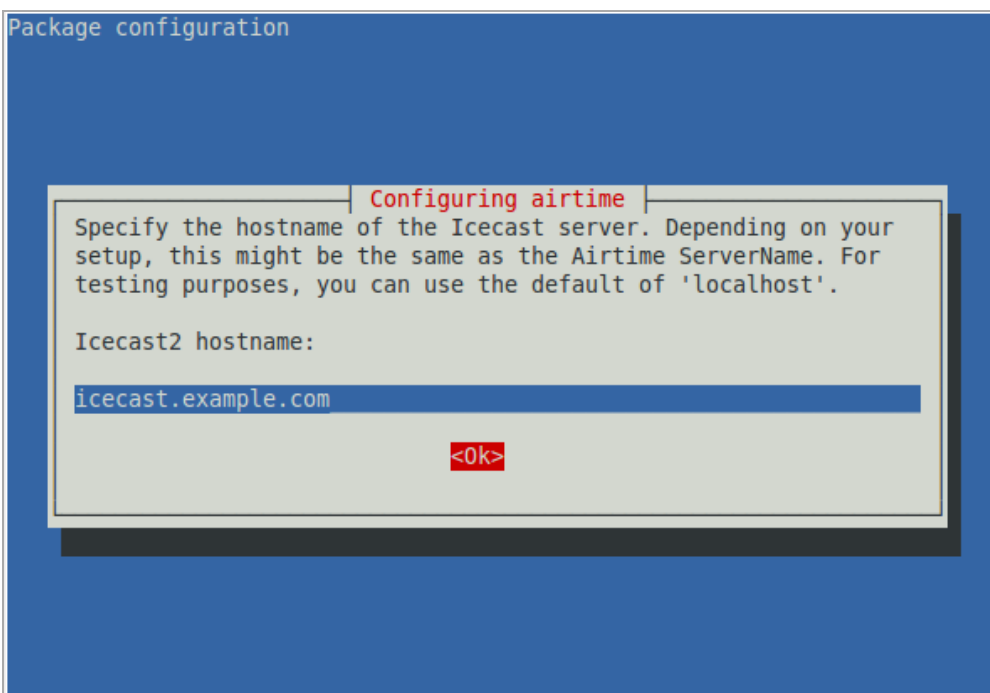 Package configuration
Configuring airtime
Specify the hostname of the Icecast server. Depending on your
setup, this might be the same as the Airtime ServerName. For
testing purposes, you can use the default of 'localhost'.
Icecast2 hostname:
icecast.example.com
<Ok>